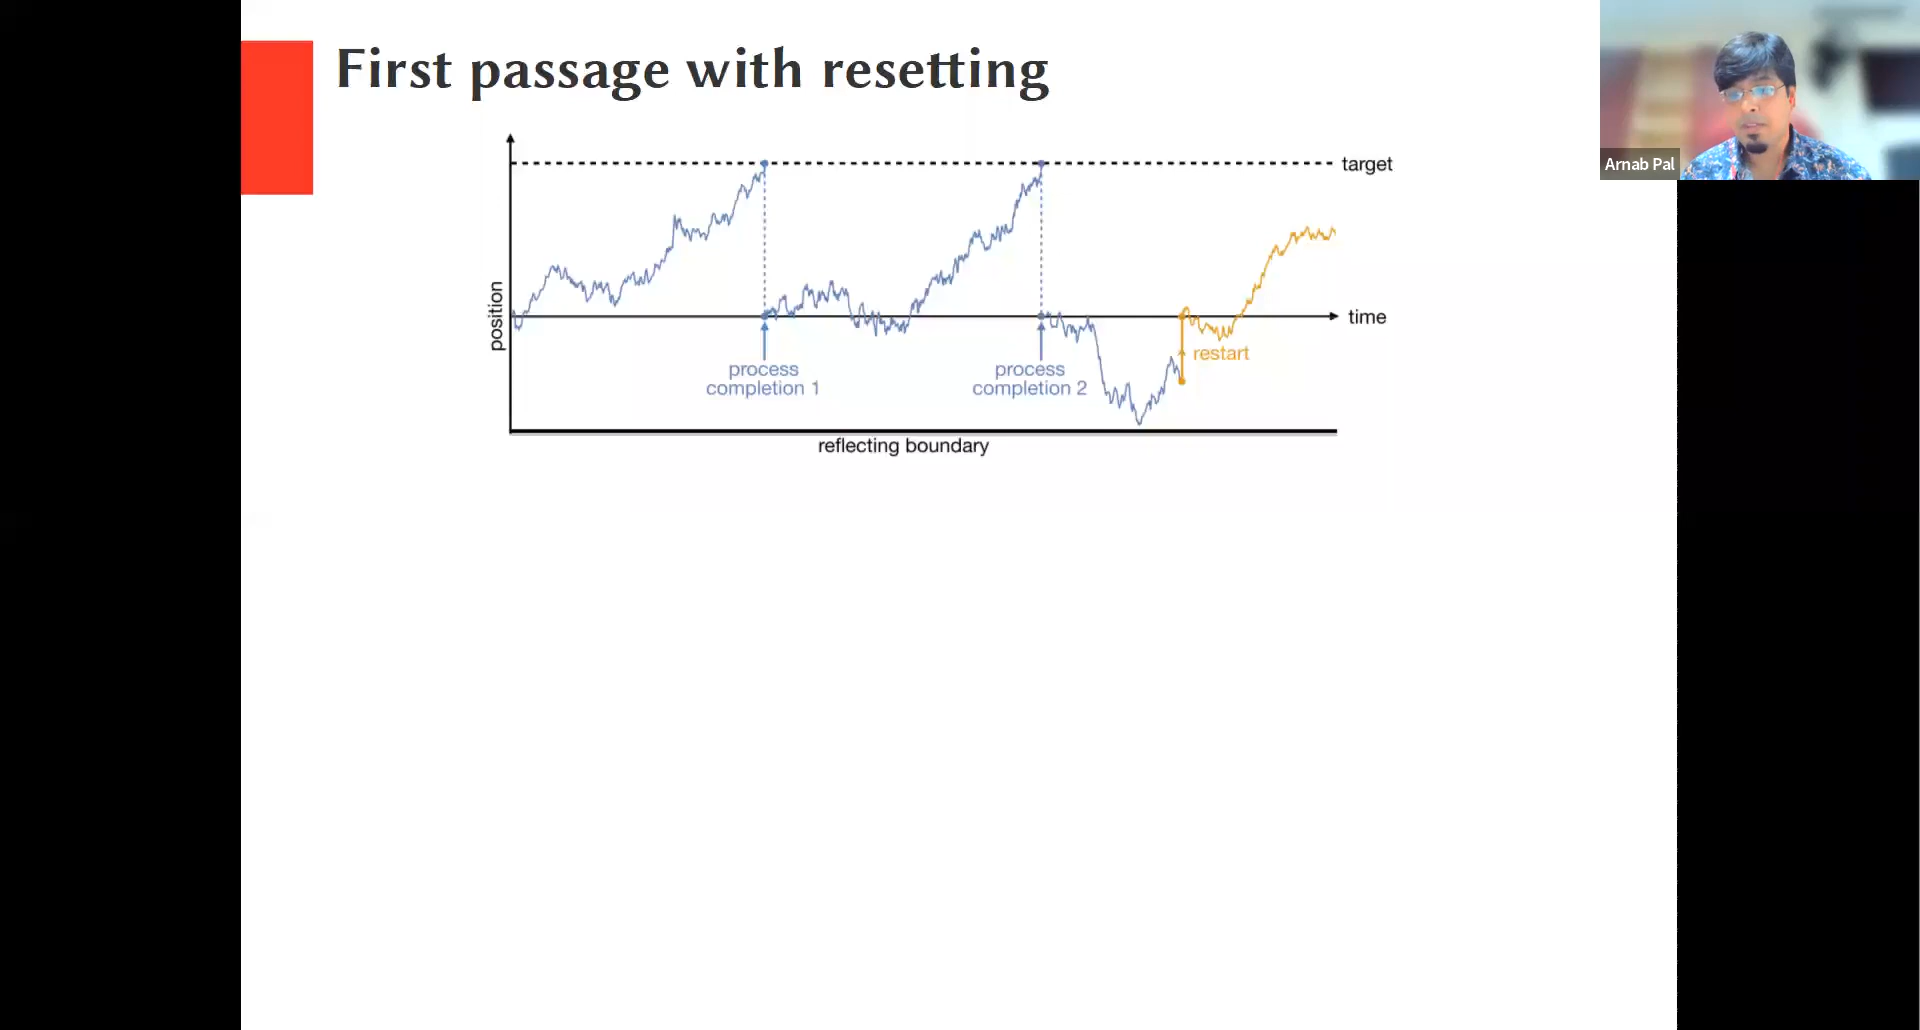 First passage with resetting
Arnab Pal
target
position
time
restart
process
completion 1
process
completion 2
reflecting boundary